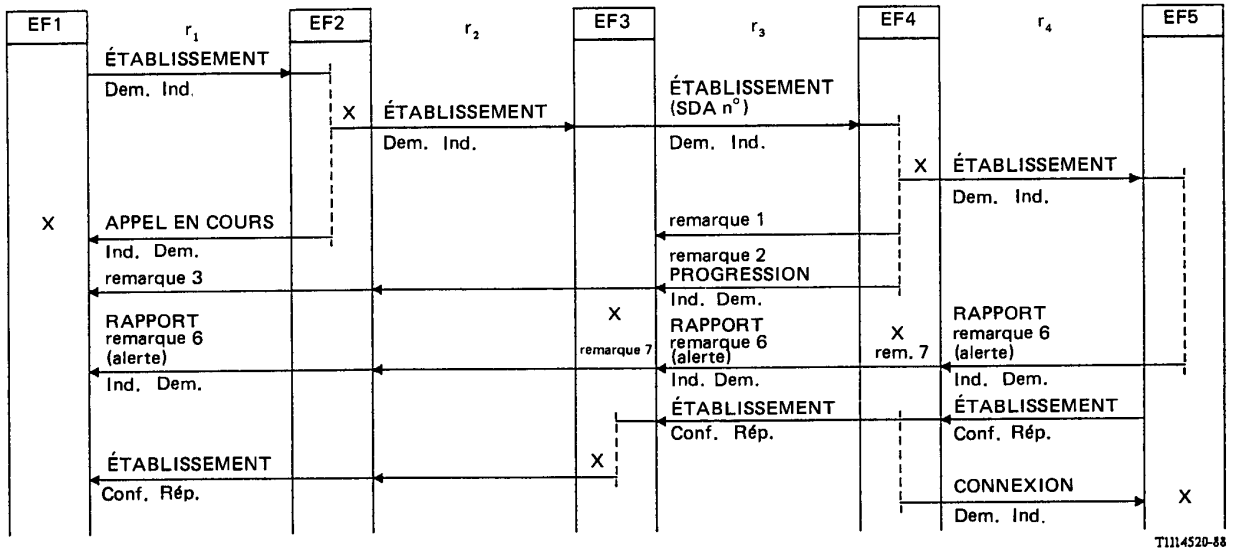 EF1 r1 EF2 r2 EF3 r3 EF4 r4 EF5
ÉTABLISSEMENT
Dem. Ind.
X ÉTABLISSEMENT
Dem. Ind.
ÉTABLISSEMENT
(SDA n°)
Dem. Ind.
X ÉTABLISSEMENT
Dem. Ind.
X
APPEL EN COURS
Ind. Dem.
remarque 1
remarque 2
PROGRESSION
Ind. Dem.
remarque 3
RAPPORT
remarque 6
(alerte)
Ind. Dem.
X
remarque 7
RAPPORT
remarque 6
(alerte)
Ind. Dem.
X
rem. 7
RAPPORT
remarque 6
(alerte)
Ind. Dem.
ÉTABLISSEMENT
Conf. Rép.
ÉTABLISSEMENT
Conf. Rép.
ÉTABLISSEMENT
Conf. Rép.
X
CONNEXION
Dem. Ind.
X
T1114520-88